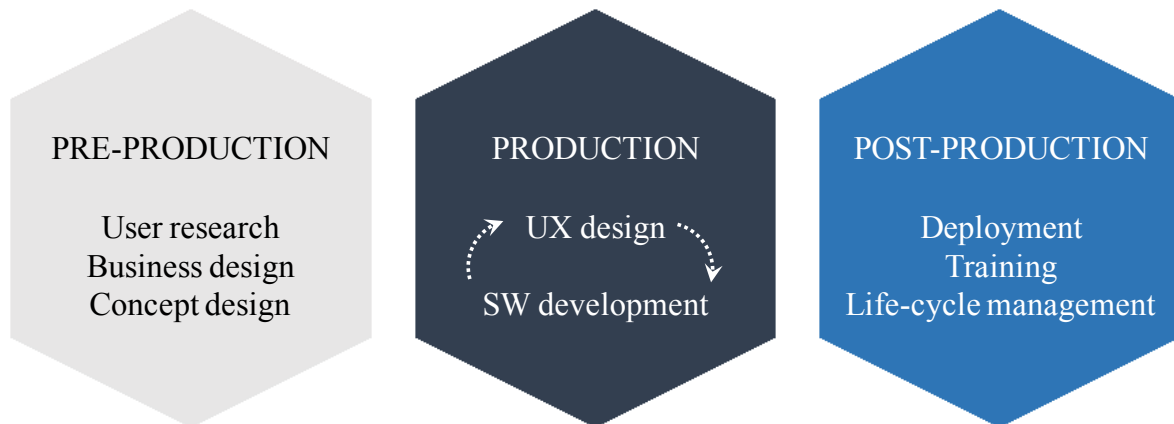 PRE-PRODUCTION
User research
Business design
Concept design
PRODUCTION
UX design
SW development
POST-PRODUCTION
Deployment
Training
Life-cycle management